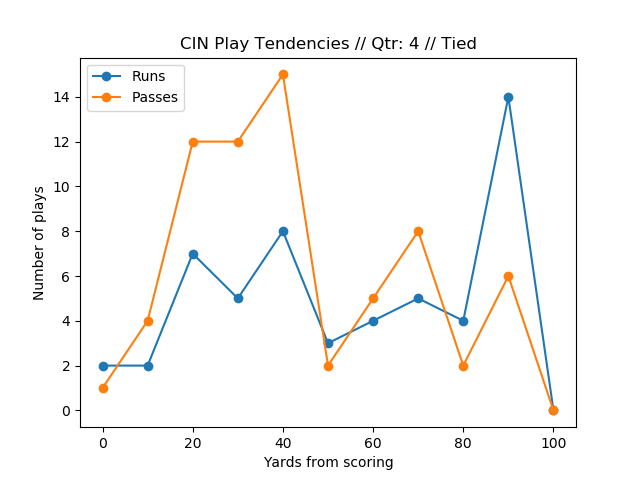 CIN Play Tendencies // Qtr: 4 // Tied
Runs
Passes
Number of plays
14
12
10
8
6
4
2
0
0 20 40 60 80 100
Yards from scoring